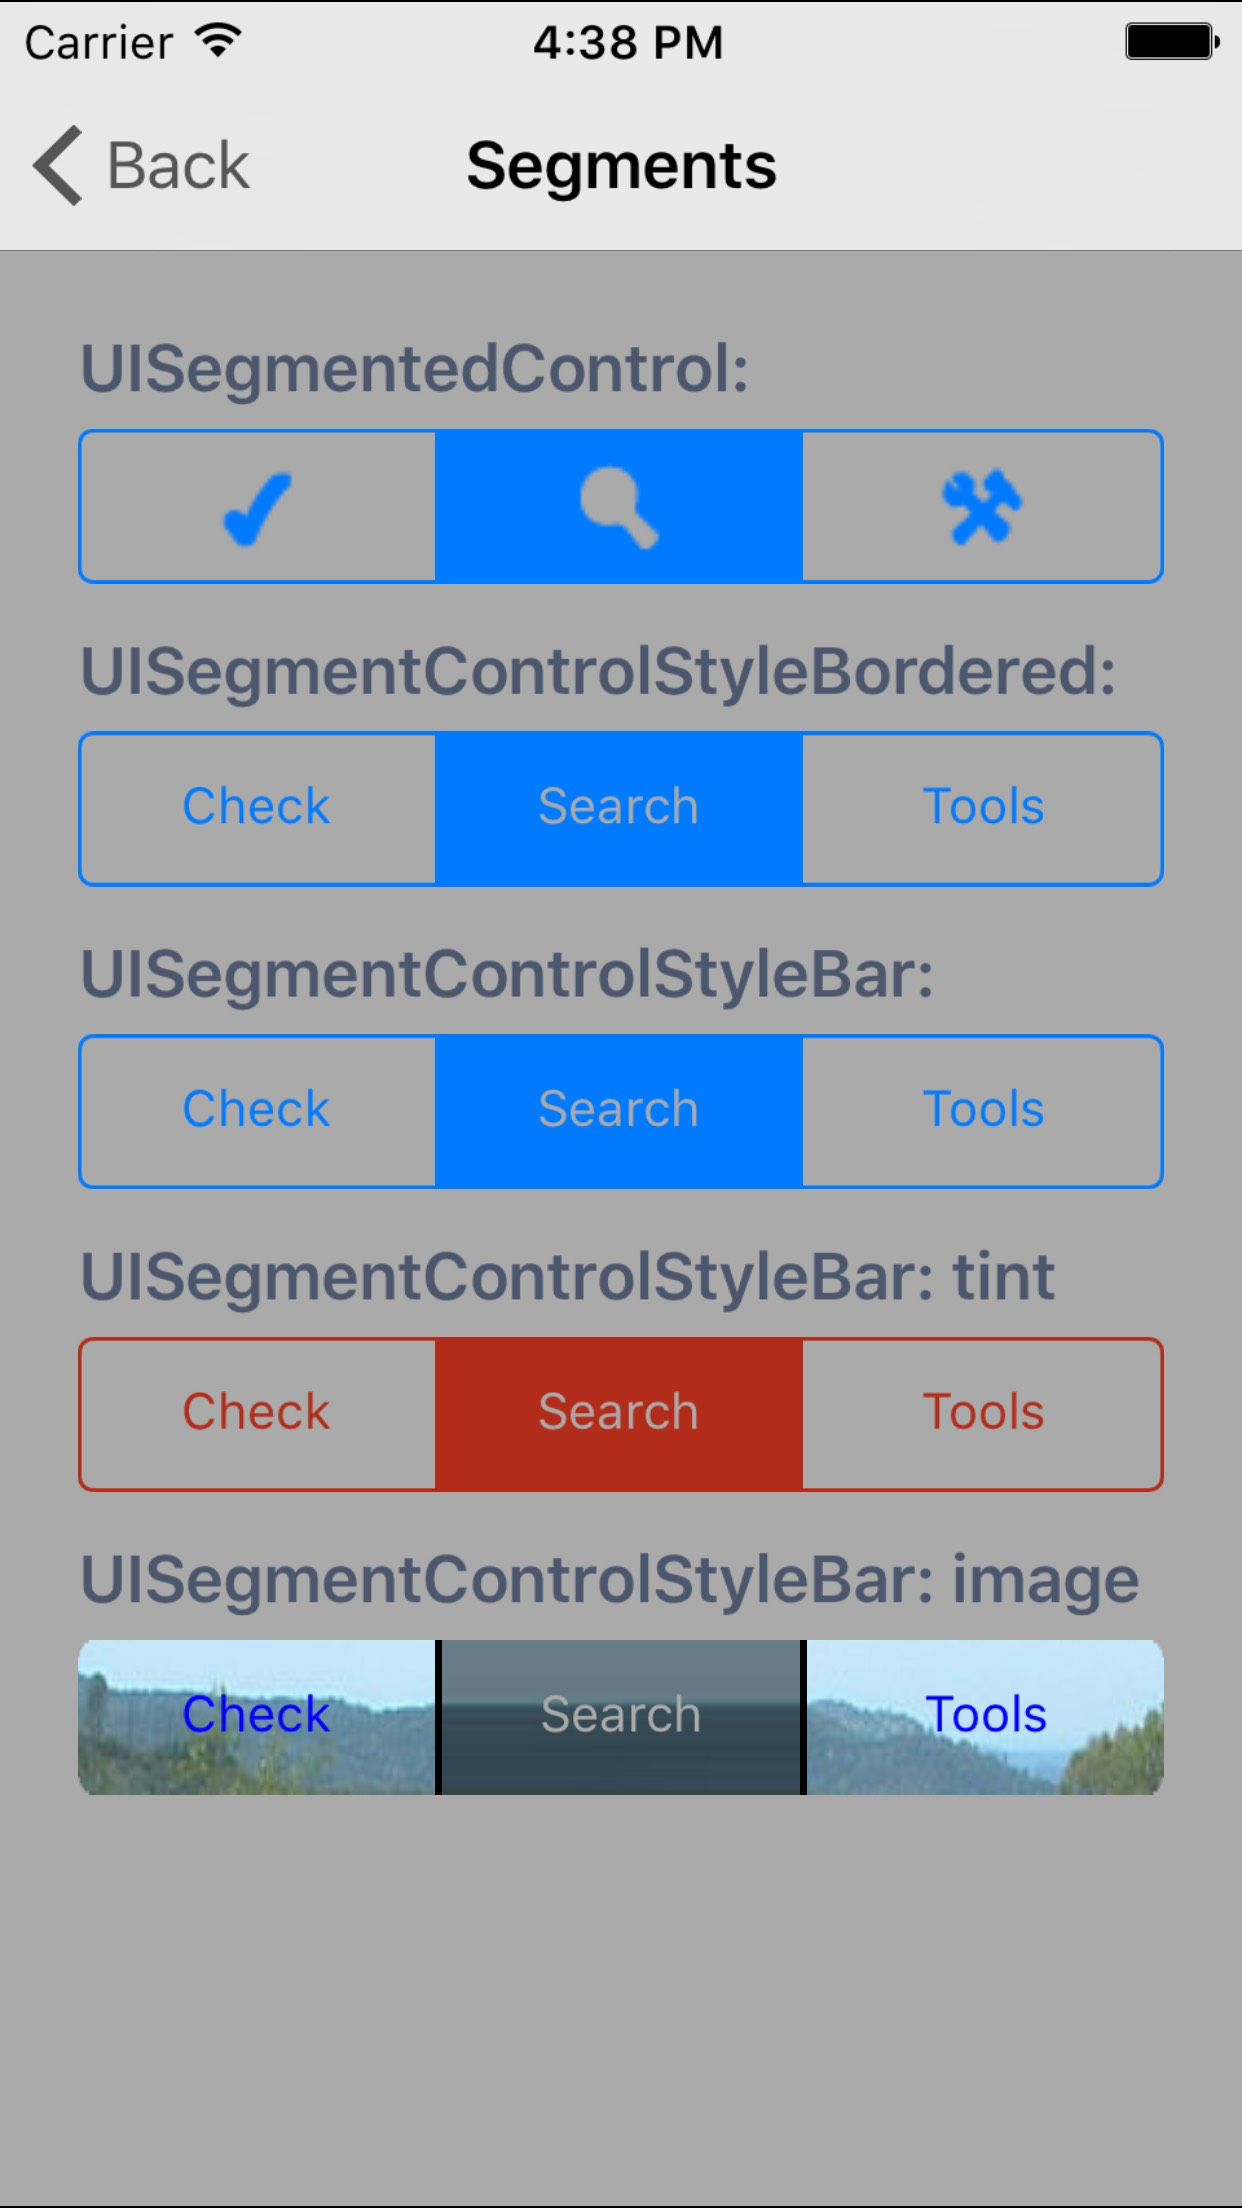 Carrier 4:38 PM
Back Segments
UISegmentedControl:
UISegmentControlStyleBordered:
Check Search Tools
UISegmentControlStyleBar:
Check Search Tools
UISegmentControlStyleBar: tint
Check Search Tools
UISegmentControlStyleBar: image
Check Search Tools